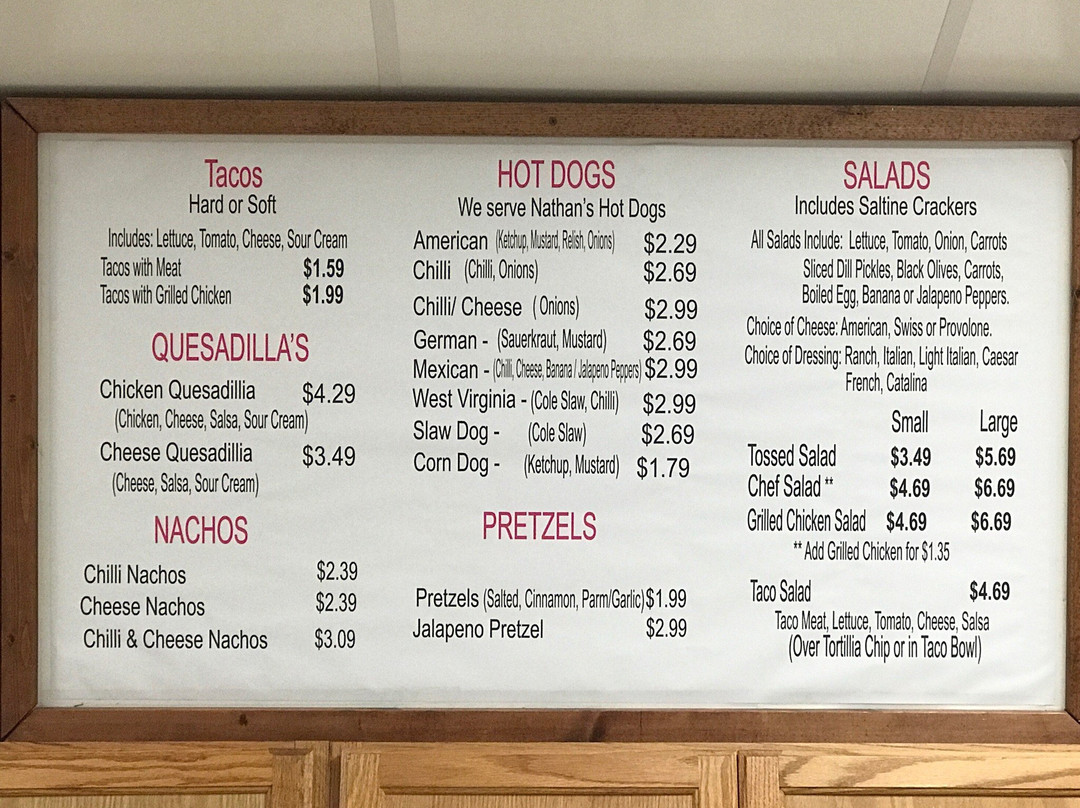 Tacos
Hard or Soft
Includes: Lettuce, Tomato, Cheese, Sour Cream
Tacos with Meat $1.59
Tacos with Grilled Chicken $1.99
QUESADILLA'S
Chicken Quesadillia $4.29
(Chicken, Cheese, Salsa, Sour Cream)
Cheese Quesadillia $3.49
(Cheese, Salsa, Sour Cream)
NACHOS
Chilli Nachos $2.39
Cheese Nachos $2.39
Chilli & Cheese Nachos $3.09
HOT DOGS
We serve Nathan's Hot Dogs
American (Ketchup, Mustard, Relish, Onions) $2.29
Chilli (Chilli, Onions) $2.69
Chilli/ Cheese ( Onions) $2.99
German - (Sauerkraut, Mustard) $2.69
Mexican - (Chilli, Cheese, Banana / Jalapeno Peppers) $2.99
West Virginia - (Cole Slaw, Chilli) $2.99
Slaw Dog - (Cole Slaw) $2.69
Corn Dog - (Ketchup, Mustard) $1.79
PRETZELS
Pretzels (Salted, Cinnamon, Parm/Garlic) $1.99
Jalapeno Pretzel $2.99
SALADS
Includes Saltine Crackers
All Salads Include: Lettuce, Tomato, Onion, Carrots
Sliced Dill Pickles, Black Olives, Carrots,
Boiled Egg, Banana or Jalapeno Peppers.
Choice of Cheese: American, Swiss or Provolone.
Choice of Dressing: Ranch, Italian, Light Italian, Caesar
French, Catalina
Small Large
Tossed Salad $3.49 $5.69
Chef Salad ** $4.69 $6.69
Grilled Chicken Salad $4.69 $6.69
** Add Grilled Chicken for $1.35
Taco Salad $4.69
Taco Meat, Lettuce, Tomato, Cheese, Salsa
(Over Tortillia Chip or in Taco Bowl)